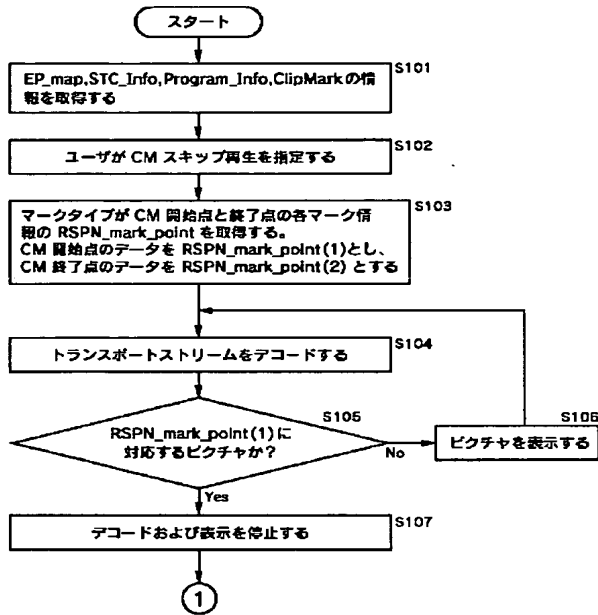 スタート
S101
EP_map,STC_Info,Program_Info,ClipMarkの情
報を取得する
S102
ユーザが CM スキップ再生を指定する
S103
マークタイプが CM 開始点と終了点の各マーク情
報の RSPN_mark_point を取得する。
CM 開始点のデータを RSPN_mark_point(1)とし、
CM 終了点のデータを RSPN_mark_point(2) とする
S104
トランスポートストリームをデコードする
S105
RSPN_mark_point(1)に
対応するピクチャか?
No
S106
ピクチャを表示する
Yes
S107
デコードおよび表示を停止する
1